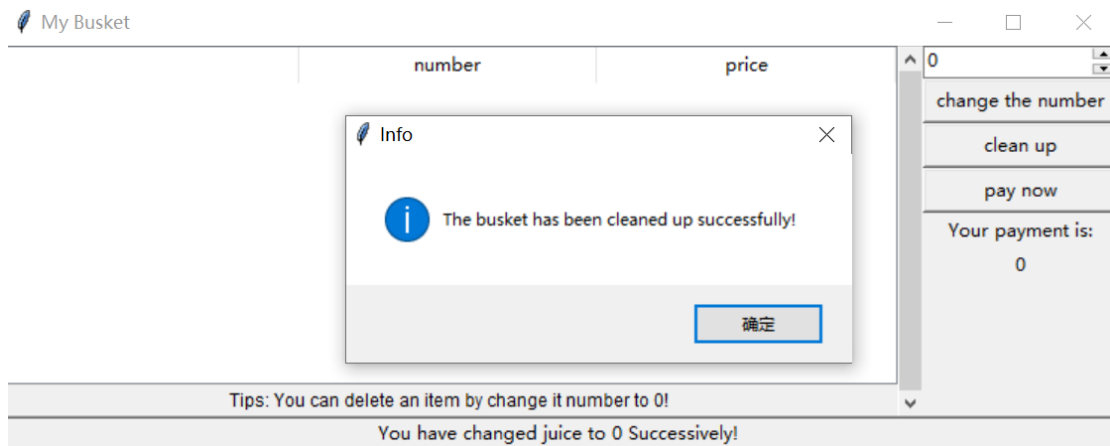 My Busket
number price 0
change the number
clean up
pay now
Your payment is:
0
Info
The busket has been cleaned up successfully!
确定
Tips: You can delete an item by change it number to 0!
You have changed juice to 0 Successively!